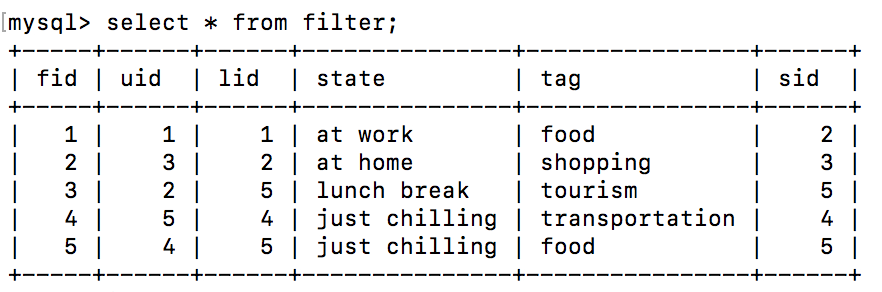 [mysql> select * from filter;
+-----+------+------+---------------+----------------+------+
| fid | uid  | lid  | state         | tag            | sid  |
+-----+------+------+---------------+----------------+------+
|   1 |    1 |    1 | at work       | food           |    2 |
|   2 |    3 |    2 | at home       | shopping       |    3 |
|   3 |    2 |    5 | lunch break   | tourism        |    5 |
|   4 |    5 |    4 | just chilling | transportation |    4 |
|   5 |    4 |    5 | just chilling | food           |    5 |
+-----+------+------+---------------+----------------+------+